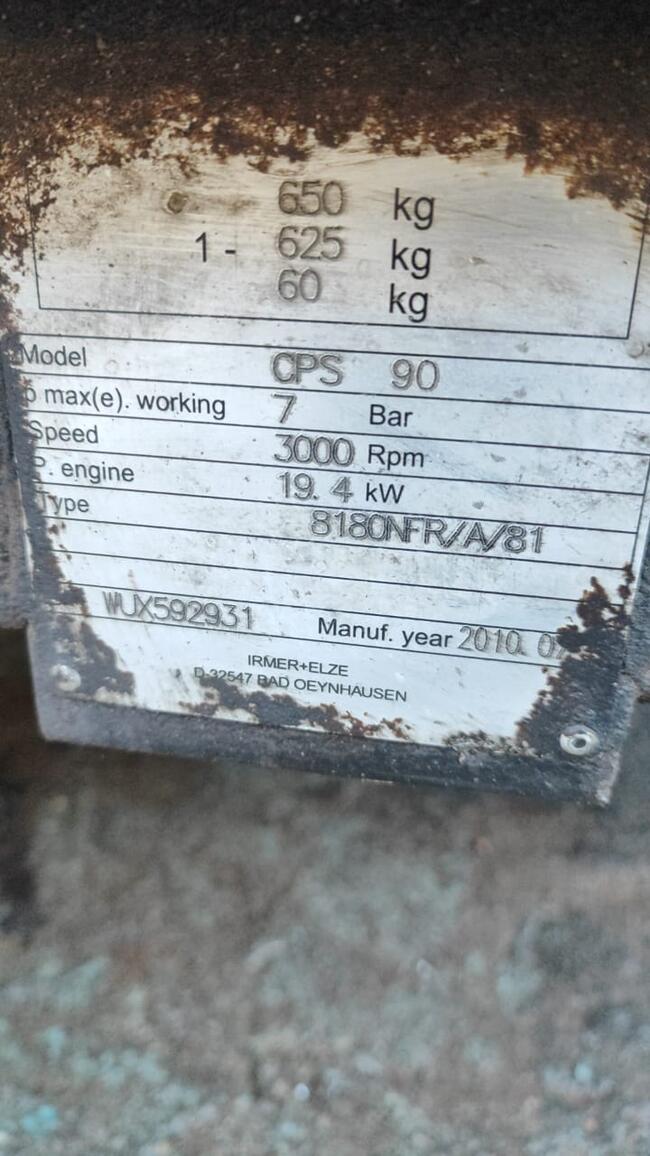 650 kg
1 - 625 kg
60 kg
Model CPS 90
p max(e). working 7 Bar
Speed 3000 Rpm
P. engine 19.4 kW
Type 8180NFR/A/81
WUX592931 Manuf. year 2010.
IRMER+ELZE
D-32547 BAD OEYNHAUSEN